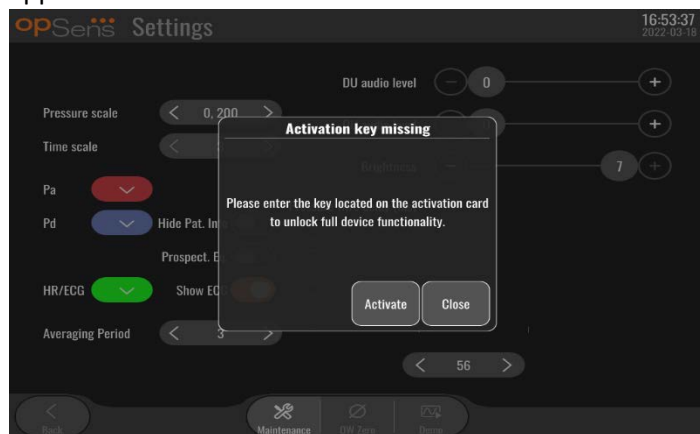 opSens Settings
16:53:37
2022-03-18
DU audio level
0
Pressure scale
0, 200
Activation key missing
Time scale
Brightness
7
Pa
Please enter the key located on the activation card
to unlock full device functionality.
Pd
Hide Pat. In
Prospect. E
HR/ECG
Show EC
Activate
Close
Averaging Period
3
56
Back
Maintenance
OW Zero
Demo